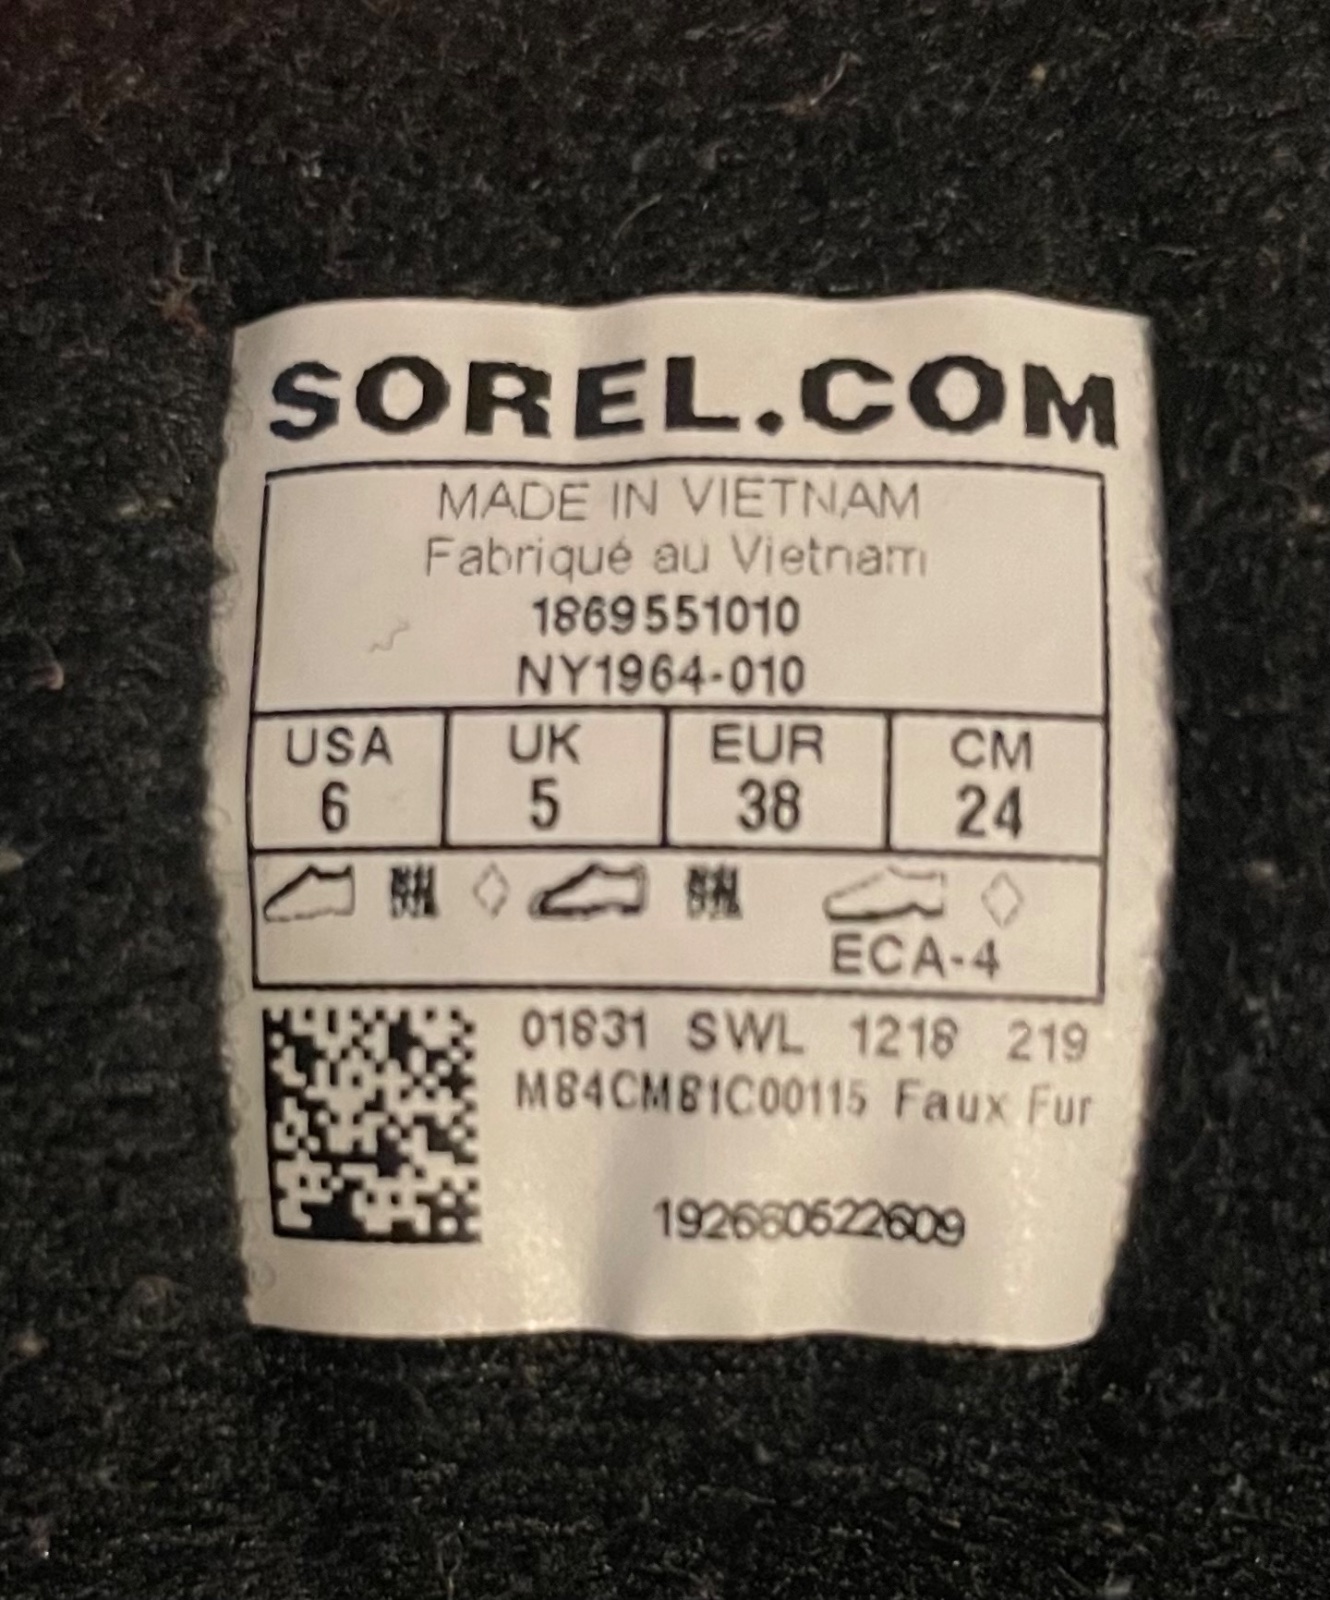 SOREL.COM
MADE IN VIETNAM
Fabriqué au Vietnam
1869551010
NY1964-010
USA UK EUR CM
6 5 38 24
ECA-4
01831 SWL 1218 219
M84CM81C00115 Faux Fur
192660522609